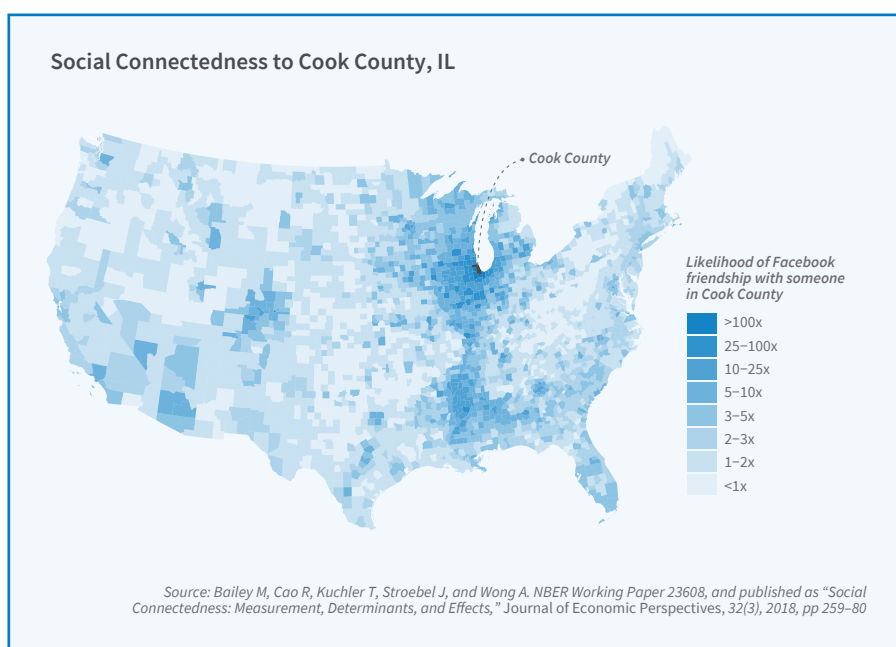 Social Connectedness to Cook County, IL
Cook County
Likelihood of Facebook
friendship with someone
in Cook County
>100x
25–100x
10–25x
5–10x
3–5x
2–3x
1–2x
<1x
Source: Bailey M, Cao R, Kuchler T, Stroebel J, and Wong A. NBER Working Paper 23608, and published as “Social
Connectedness: Measurement, Determinants, and Effects,” Journal of Economic Perspectives, 32(3), 2018, pp 259–80